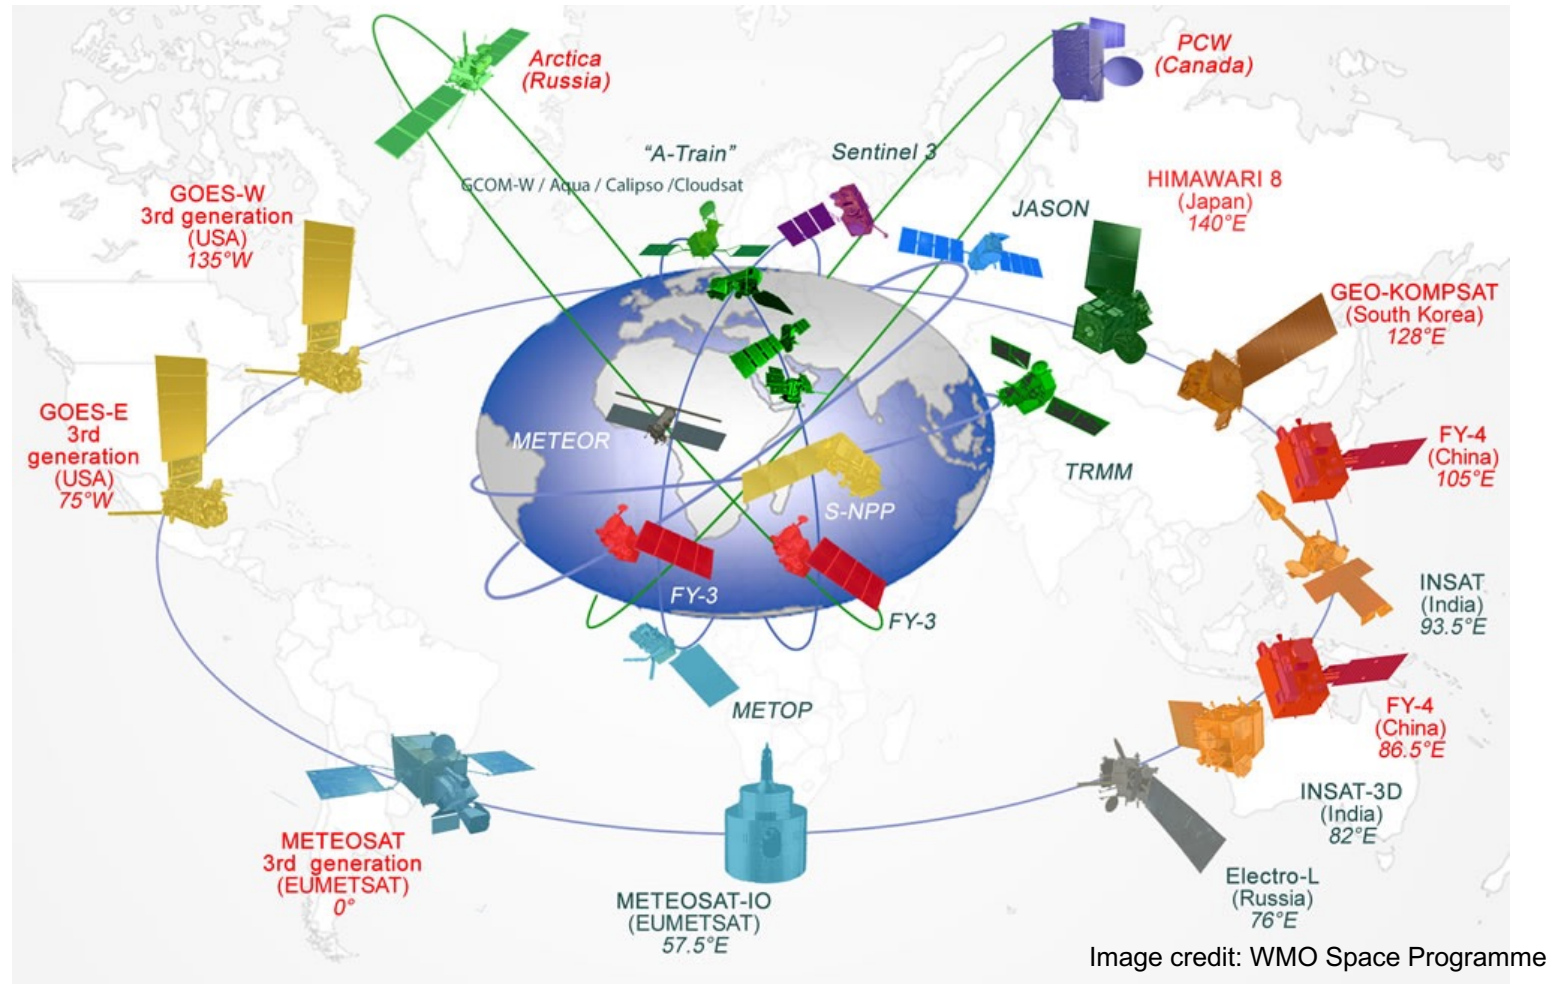 Arctica
(Russia)
PCW
(Canada)
"A-Train"
GCOM-W / Aqua / Calipso /Cloudsat
Sentinel 3
JASON
HIMAWARI 8
(Japan)
140°E
GOES-W
3rd generation
(USA)
135°W
GEO-KOMPSAT
(South Korea)
128°E
GOES-E
3rd
generation
(USA)
75°W
METEOR
TRMM
FY-4
(China)
105°E
S-NPP
INSAT
(India)
93.5°E
FY-3
FY-3
METOP
FY-4
(China)
86.5°E
INSAT-3D
(India)
82°E
METEOSAT
3rd generation
(EUMETSAT)
0°
METEOSAT-IO
(EUMETSAT)
57.5°E
Electro-L
(Russia)
76°E
Image credit: WMO Space Programme